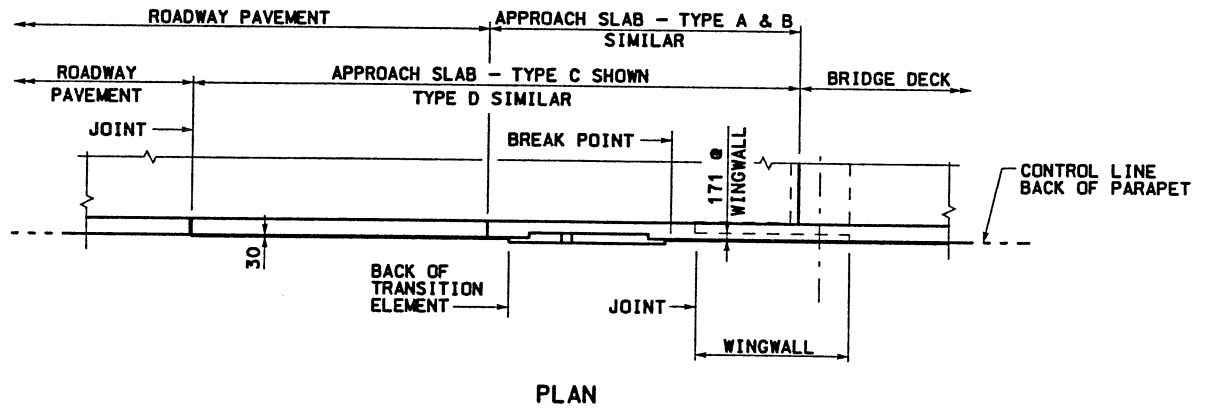 ROADWAY PAVEMENT
APPROACH SLAB - TYPE A & B
SIMILAR
ROADWAY
PAVEMENT
APPROACH SLAB - TYPE C SHOWN
TYPE D SIMILAR
BRIDGE DECK
JOINT
BREAK POINT
171 @
WINGWALL
CONTROL LINE
BACK OF PARAPET
30
BACK OF
TRANSITION
ELEMENT
JOINT
WINGWALL
PLAN